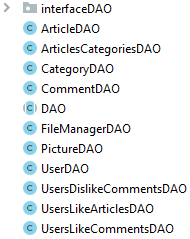 interfaceDAO
ArticleDAO
ArticlesCategoriesDAO
CategoryDAO
CommentDAO
DAO
FileManagerDAO
PictureDAO
UserDAO
UsersDislikeCommentsDAO
UsersLikeArticlesDAO
UsersLikeCommentsDAO